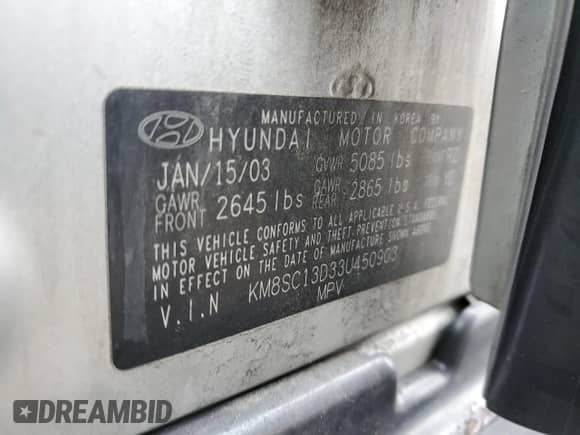 MANUFACTURED IN KOREA BY
HYUNDAI MOTOR COMPANY
JAN/15/03 GVWR 5085 lbs RZ
GAWR FRONT 2645 lbs GAWR REAR 2865 lbs YZ
THIS VEHICLE CONFORMS TO ALL APPLICABLE U.S.A. FEDERAL
MOTOR VEHICLE SAFETY AND THEFT PREVENTION STANDARDS
IN EFFECT ON THE DATE OF MANUFACTURE SHOWN ABOVE.
V.I.N KM8SC13D33U450903
MPV
DREAMBID